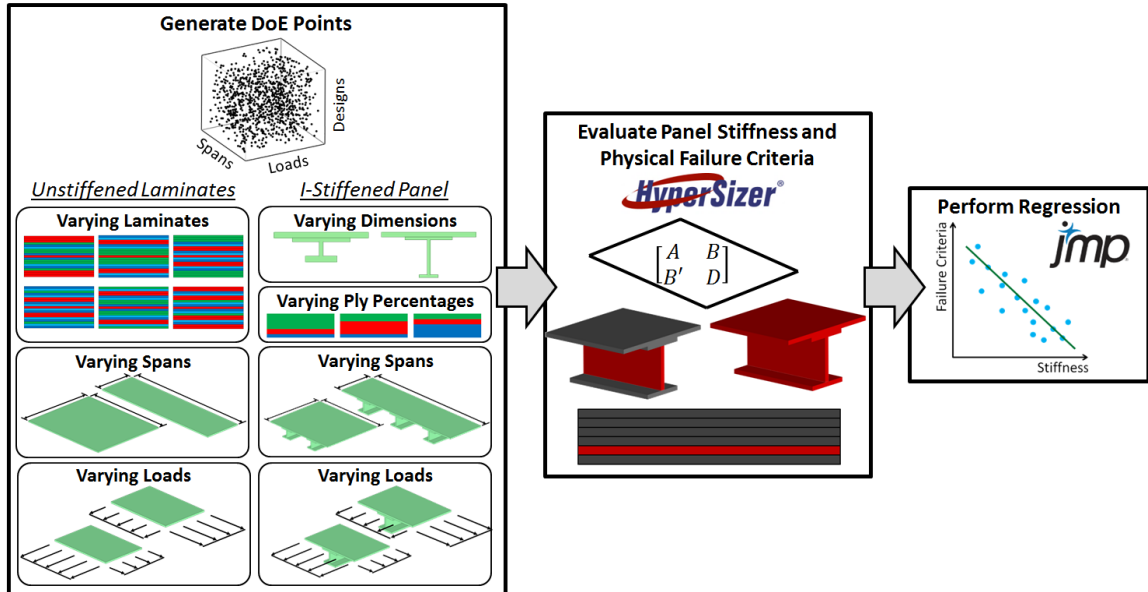 Generate DoE Points
Designs
Spans
Loads
Unstiffened Laminates
I-Stiffened Panel
Varying Laminates
Varying Dimensions
Varying Ply Percentages
Varying Spans
Varying Spans
Varying Loads
Varying Loads
Evaluate Panel Stiffness and
Physical Failure Criteria
HyperSizer®
A B
B′ D
Perform Regression
jmp
Failure Criteria
Stiffness